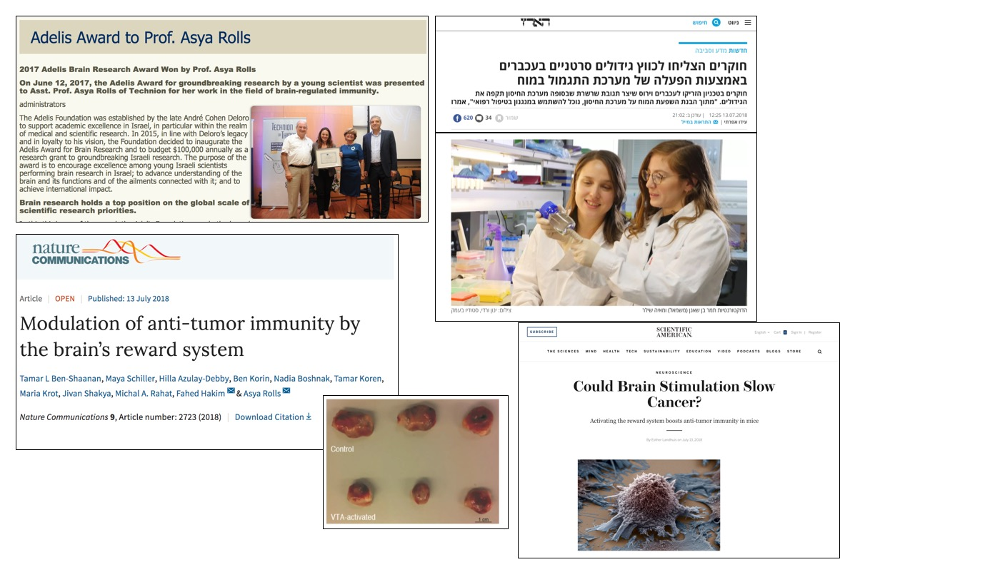 Adelis Award to Prof. Asya Rolls
2017 Adelis Brain Research Award Won by Prof. Asya Rolls
On June 12, 2017, the Adelis Award for groundbreaking research by a young scientist was presented
to Asst. Prof. Asya Rolls of Technion for her work in the field of brain-regulated immunity.
administrators
The Adelis Foundation was established by the late André Cohen Deloro
to support academic excellence in Israel, in particular within the realm
of medical and scientific research. In 2015, in line with Deloro's legacy
and in loyalty to his vision, the Foundation decided to inaugurate the
Adelis Award for Brain Research and to budget $100,000 annually as a
research grant to groundbreaking Israeli research. The purpose of the
award is to encourage excellence among young Israeli scientists
performing brain research in Israel; to advance understanding of the
brain and its functions and of the ailments connected with it; and to
achieve international impact.
Brain research holds a top position on the global scale of
scientific research priorities.
TECHNION
הארץ
ניווט
חיפוש
חדשות מדע וסביבה
חוקרים הצליחו לכווץ גידולים סרטניים בעכברים
באמצעות הפעלה של מערכת התגמול במוח
חוקרים בטכניון הזריקו לעכברים וירוס שיצר תגובת שרשרת שבסופה מערכת החיסון תקפה את
הגידולים. "מתוך הבנת השפעת המוח על מערכת החיסון, נוכל להשתמש במנגנון בטיפול רפואי", אמרו
13.07.2018 12:25 | עודכן ב: 21:02
עידו אפרתי | התראות במייל
שמור 34 620
הדוקטורנטיות תמר בן שאנן (משמאל) ומאיה שילר
צילום: ינון ורדי, סטודיו בעמק
nature
COMMUNICATIONS
Article | OPEN | Published: 13 July 2018
Modulation of anti-tumor immunity by
the brain's reward system
Tamar L Ben-Shaanan, Maya Schiller, Hilla Azulay-Debby, Ben Korin, Nadia Boshnak, Tamar Koren,
Maria Krot, Jivan Shakya, Michal A. Rahat, Fahed Hakim & Asya Rolls
Nature Communications 9, Article number: 2723 (2018) | Download Citation
Control
VTA-activated
1 cm
SUBSCRIBE
SCIENTIFIC
AMERICAN.
English Cart 0 Sign In | Register
THE SCIENCES MIND HEALTH TECH SUSTAINABILITY EDUCATION VIDEO PODCASTS BLOGS STORE
NEUROSCIENCE
Could Brain Stimulation Slow
Cancer?
Activating the reward system boosts anti-tumor immunity in mice
By Esther Landhuis on July 13, 2018